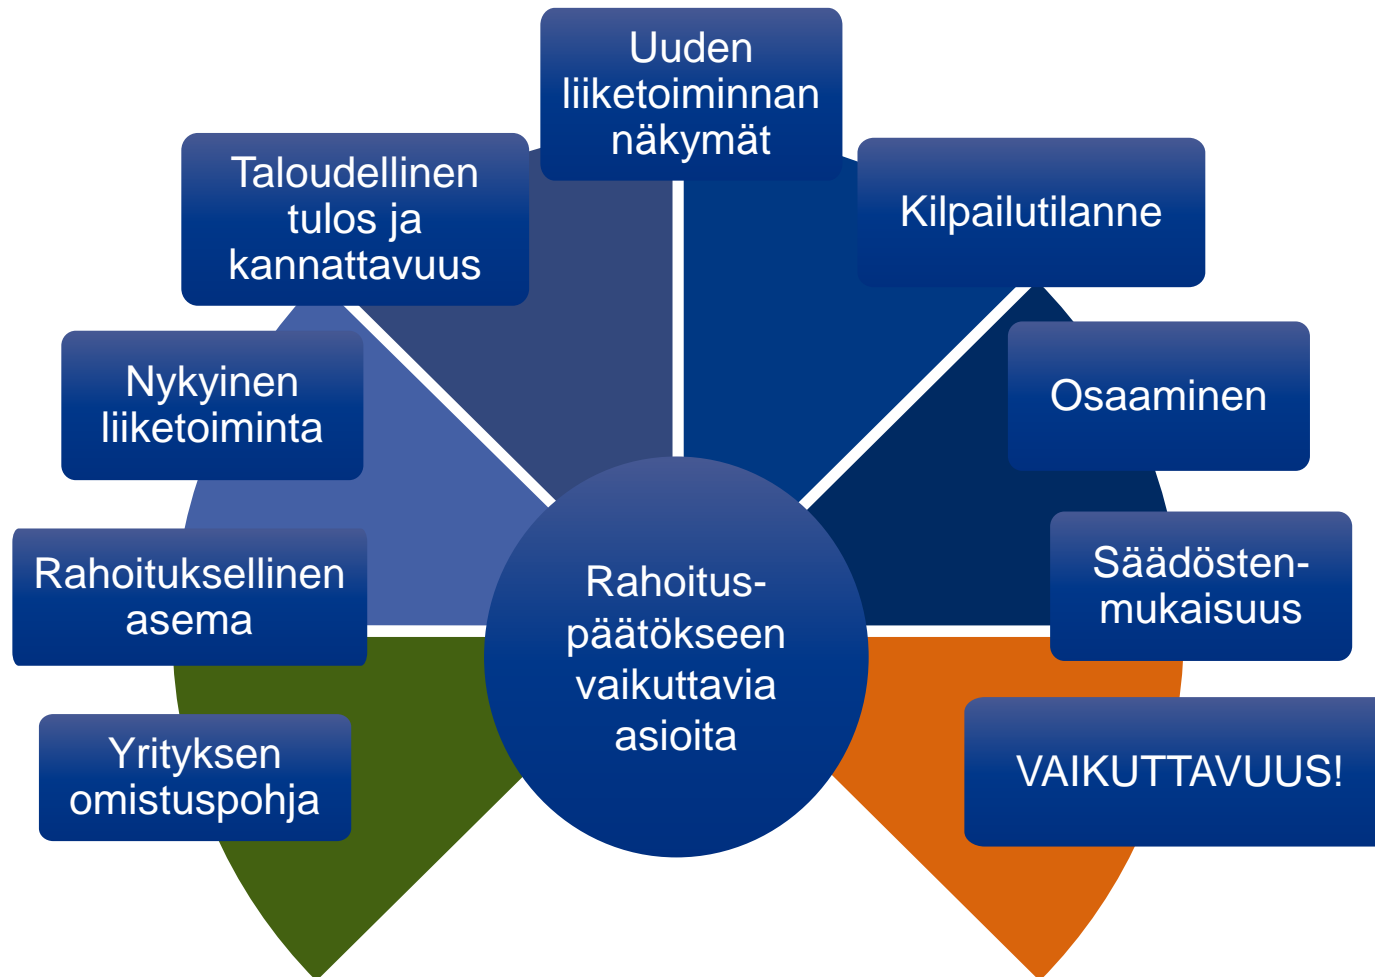 Uuden
liiketoiminnan
näkymät
Taloudellinen
tulos ja
kannattavuus
Kilpailutilanne
Nykyinen
liiketoiminta
Osaaminen
Rahoituksellinen
asema
Säädösten-
mukaisuus
Rahoitus-
päätökseen
vaikuttavia
asioita
Yrityksen
omistuspohja
VAIKUTTAVUUS!